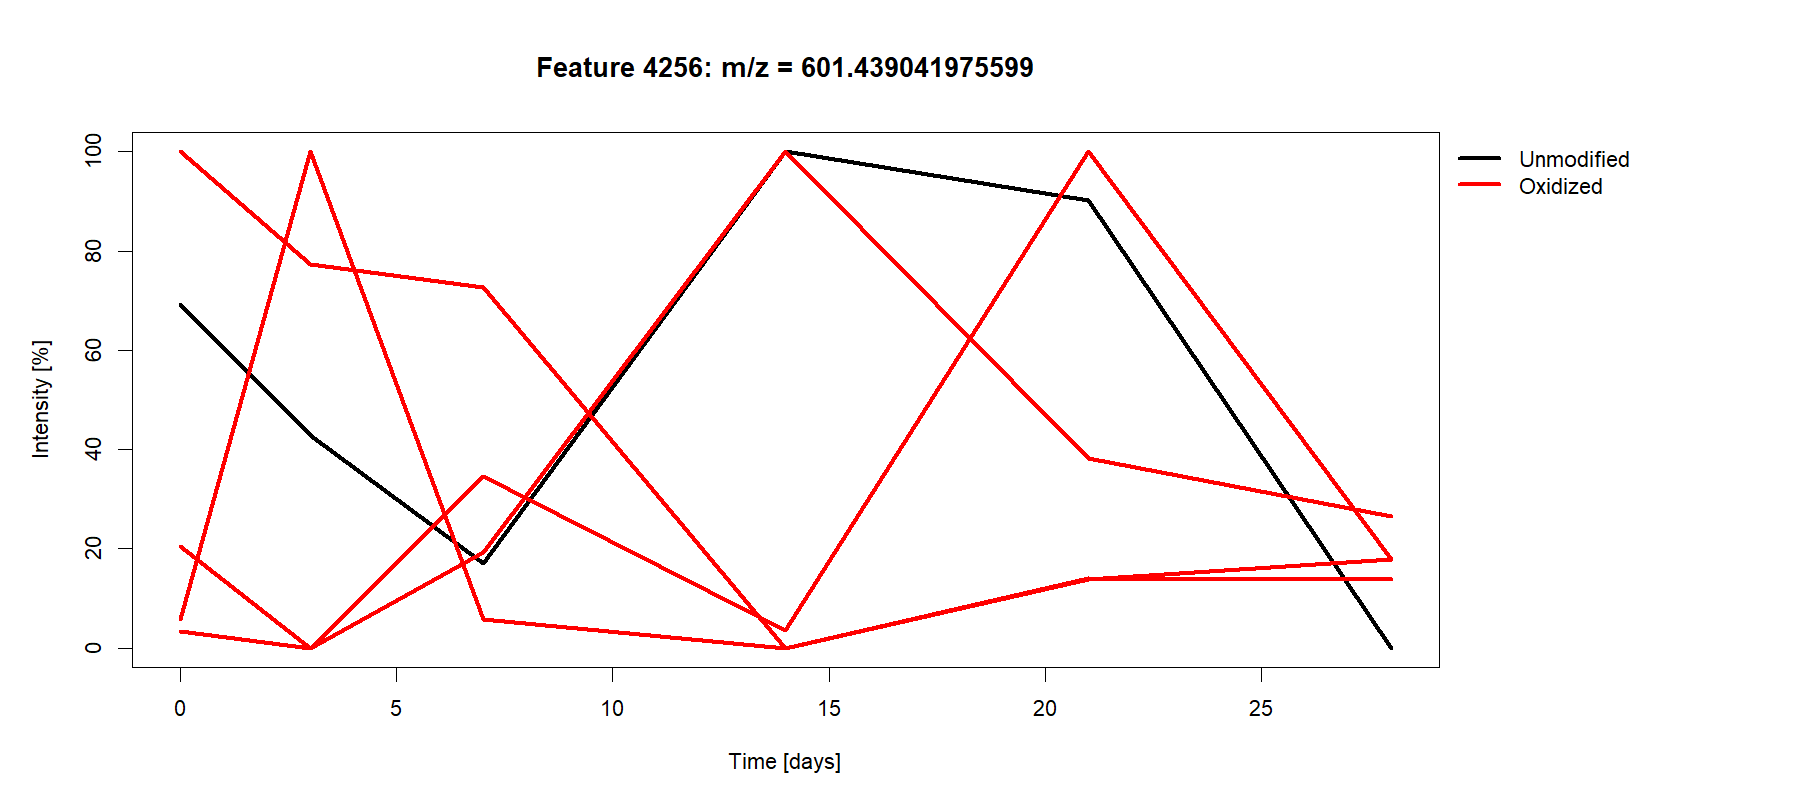 Feature 4256: m/z = 601.439041975599
Unmodified
Oxidized
Intensity [%]
100
80
60
40
20
0
0 5 10 15 20 25
Time [days]